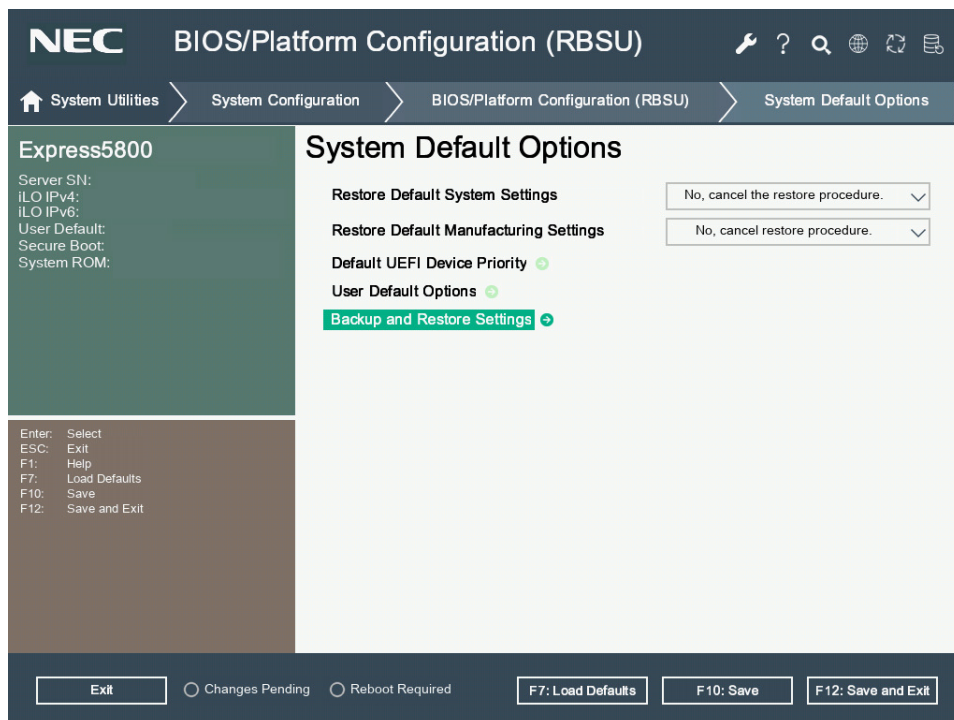 NEC BIOS/Platform Configuration (RBSU) ?
System Utilities System Configuration BIOS/Platform Configuration (RBSU) System Default Options
Express5800
Server SN:
iLO IPv4:
iLO IPv6:
User Default:
Secure Boot:
System ROM:
System Default Options
Restore Default System Settings No, cancel the restore procedure.
Restore Default Manufacturing Settings No, cancel restore procedure.
Default UEFI Device Priority
User Default Options
Backup and Restore Settings
Enter: Select
ESC: Exit
F1: Help
F7: Load Defaults
F10: Save
F12: Save and Exit
Exit Changes Pending Reboot Required F7: Load Defaults F10: Save F12: Save and Exit